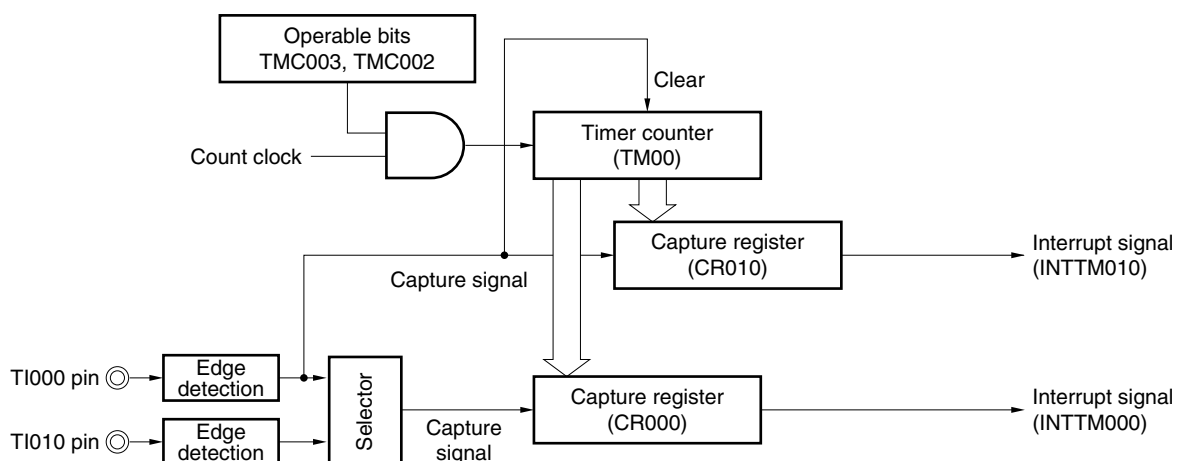 Operable bits
TMC003, TMC002
Clear
Timer counter
(TM00)
Count clock
Capture register
(CR010)
Interrupt signal
(INTTM010)
Capture signal
TI000 pin
Edge
detection
Selector
Capture register
(CR000)
Interrupt signal
(INTTM000)
TI010 pin
Edge
detection
Capture
signal